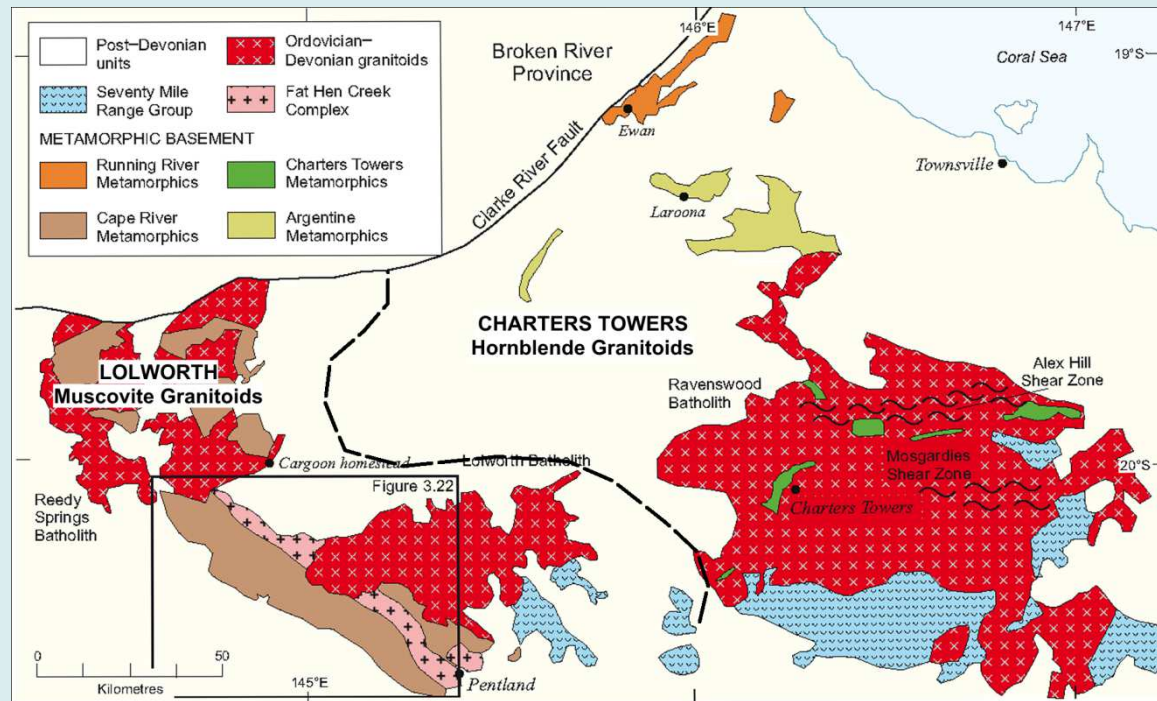 Post–Devonian
units
Ordovician–
Devonian granitoids
Seventy Mile
Range Group
Fat Hen Creek
Complex
METAMORPHIC BASEMENT
Running River
Metamorphics
Charters Towers
Metamorphics
Cape River
Metamorphics
Argentine
Metamorphics
146°E
147°E
19°S
Broken River
Province
Coral Sea
Ewan
Clarke River Fault
Townsville
Laroona
CHARTERS TOWERS
Hornblende Granitoids
LOLWORTH
Muscovite Granitoids
Ravenswood
Batholith
Alex Hill
Shear Zone
Mosgardies
Shear Zone
20°S
Cargoon homestead
Lolworth Batholith
Figure 3.22
Reedy
Springs
Batholith
Charters Towers
0
50
Kilometres
145°E
Pentland